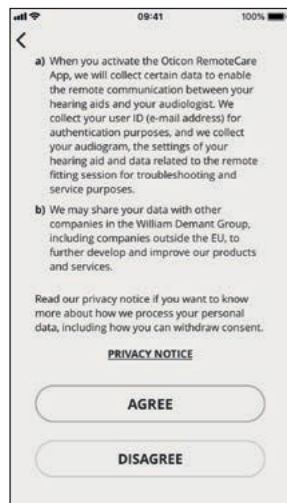 09:41
100%
a) When you activate the Oticon RemoteCare
App, we will collect certain data to enable
the remote communication between your
hearing aids and your audiologist. We
collect your user ID (e-mail address) for
authentication purposes, and we collect
your audiogram, the settings of your
hearing aid and data related to the remote
fitting session for troubleshooting and
service purposes.
b) We may share your data with other
companies in the William Demant Group,
including companies outside the EU, to
further develop and improve our products
and services.
Read our privacy notice if you want to know
more about how we process your personal
data, including how you can withdraw consent.
PRIVACY NOTICE
AGREE
DISAGREE